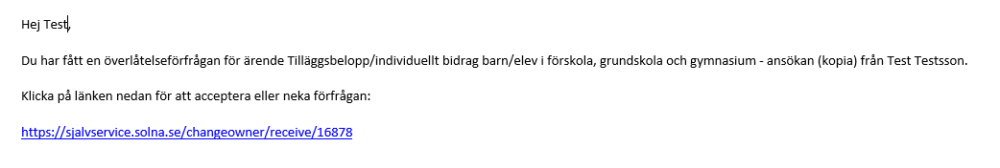 Hej Test,
Du har fått en överlåtelseförfrågan för ärende Tilläggsbelopp/individuellt bidrag barn/elev i förskola, grundskola och gymnasium - ansökan (kopia) från Test Testsson.
Klicka på länken nedan för att acceptera eller neka förfrågan:
https://sjalvservice.solna.se/changeowner/receive/16878